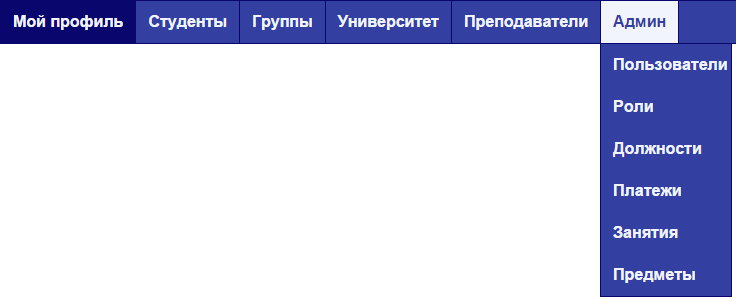 Мой профиль Студенты Группы Университет Преподаватели Админ
Пользователи
Роли
Должности
Платежи
Занятия
Предметы